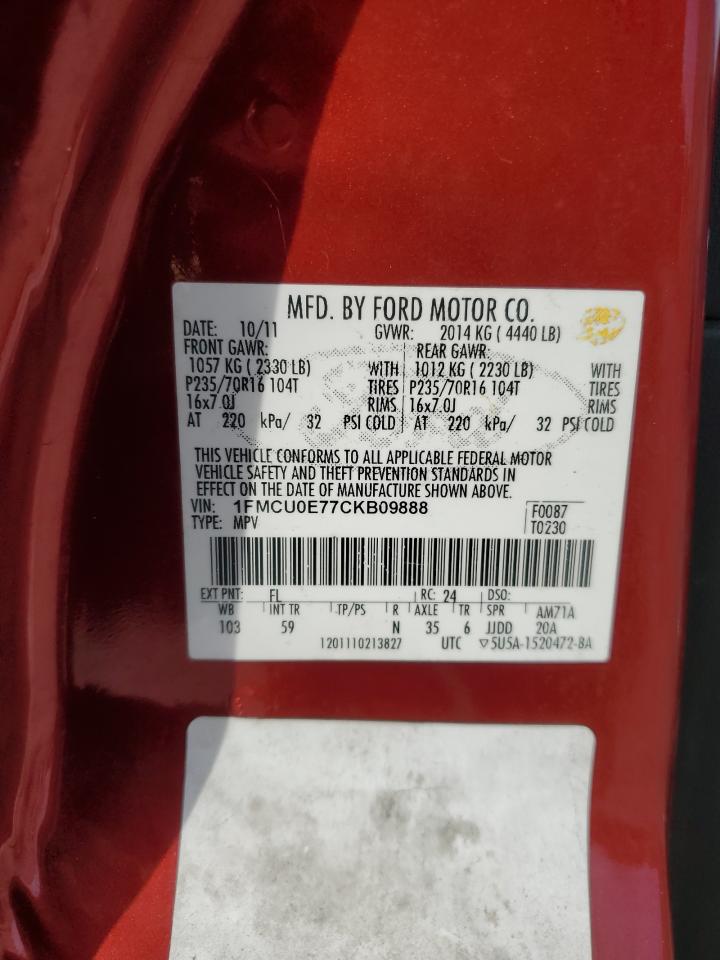 MFD. BY FORD MOTOR CO.
DATE: 10/11 GVWR: 2014 KG ( 4440 LB)
FRONT GAWR: REAR GAWR:
1057 KG ( 2330 LB) WITH 1012 KG ( 2230 LB) WITH
P235/70R16 104T TIRES P235/70R16 104T TIRES
16x7.0J RIMS 16x7.0J RIMS
AT 220 kPa/ 32 PSI COLD AT 220 kPa/ 32 PSI COLD
THIS VEHICLE CONFORMS TO ALL APPLICABLE FEDERAL MOTOR
VEHICLE SAFETY AND THEFT PREVENTION STANDARDS IN
EFFECT ON THE DATE OF MANUFACTURE SHOWN ABOVE.
VIN: 1FMCU0E77CKB09888 F0087
TYPE: MPV T0230
EXT PNT: FL RC: 24 DSO:
WB INT TR TP/PS R AXLE TR SPR AM71A
103 59 N 35 6 JJDD 20A
1201110213827 UTC ▽5U5A-1520472-BA